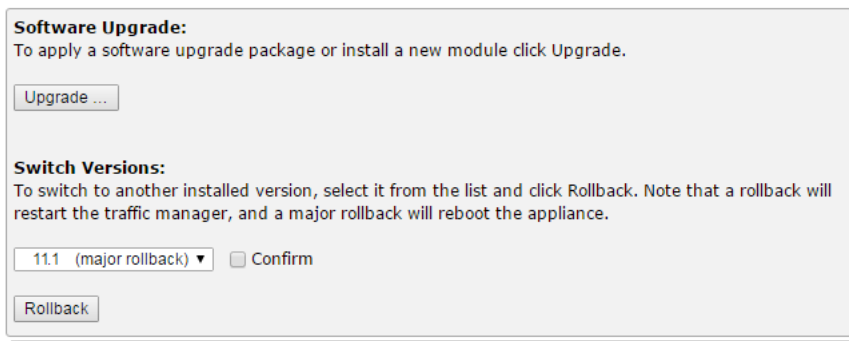 Software Upgrade:
To apply a software upgrade package or install a new module click Upgrade.
Upgrade ...
Switch Versions:
To switch to another installed version, select it from the list and click Rollback. Note that a rollback will
restart the traffic manager, and a major rollback will reboot the appliance.
11.1 (major rollback) ▼ Confirm
Rollback